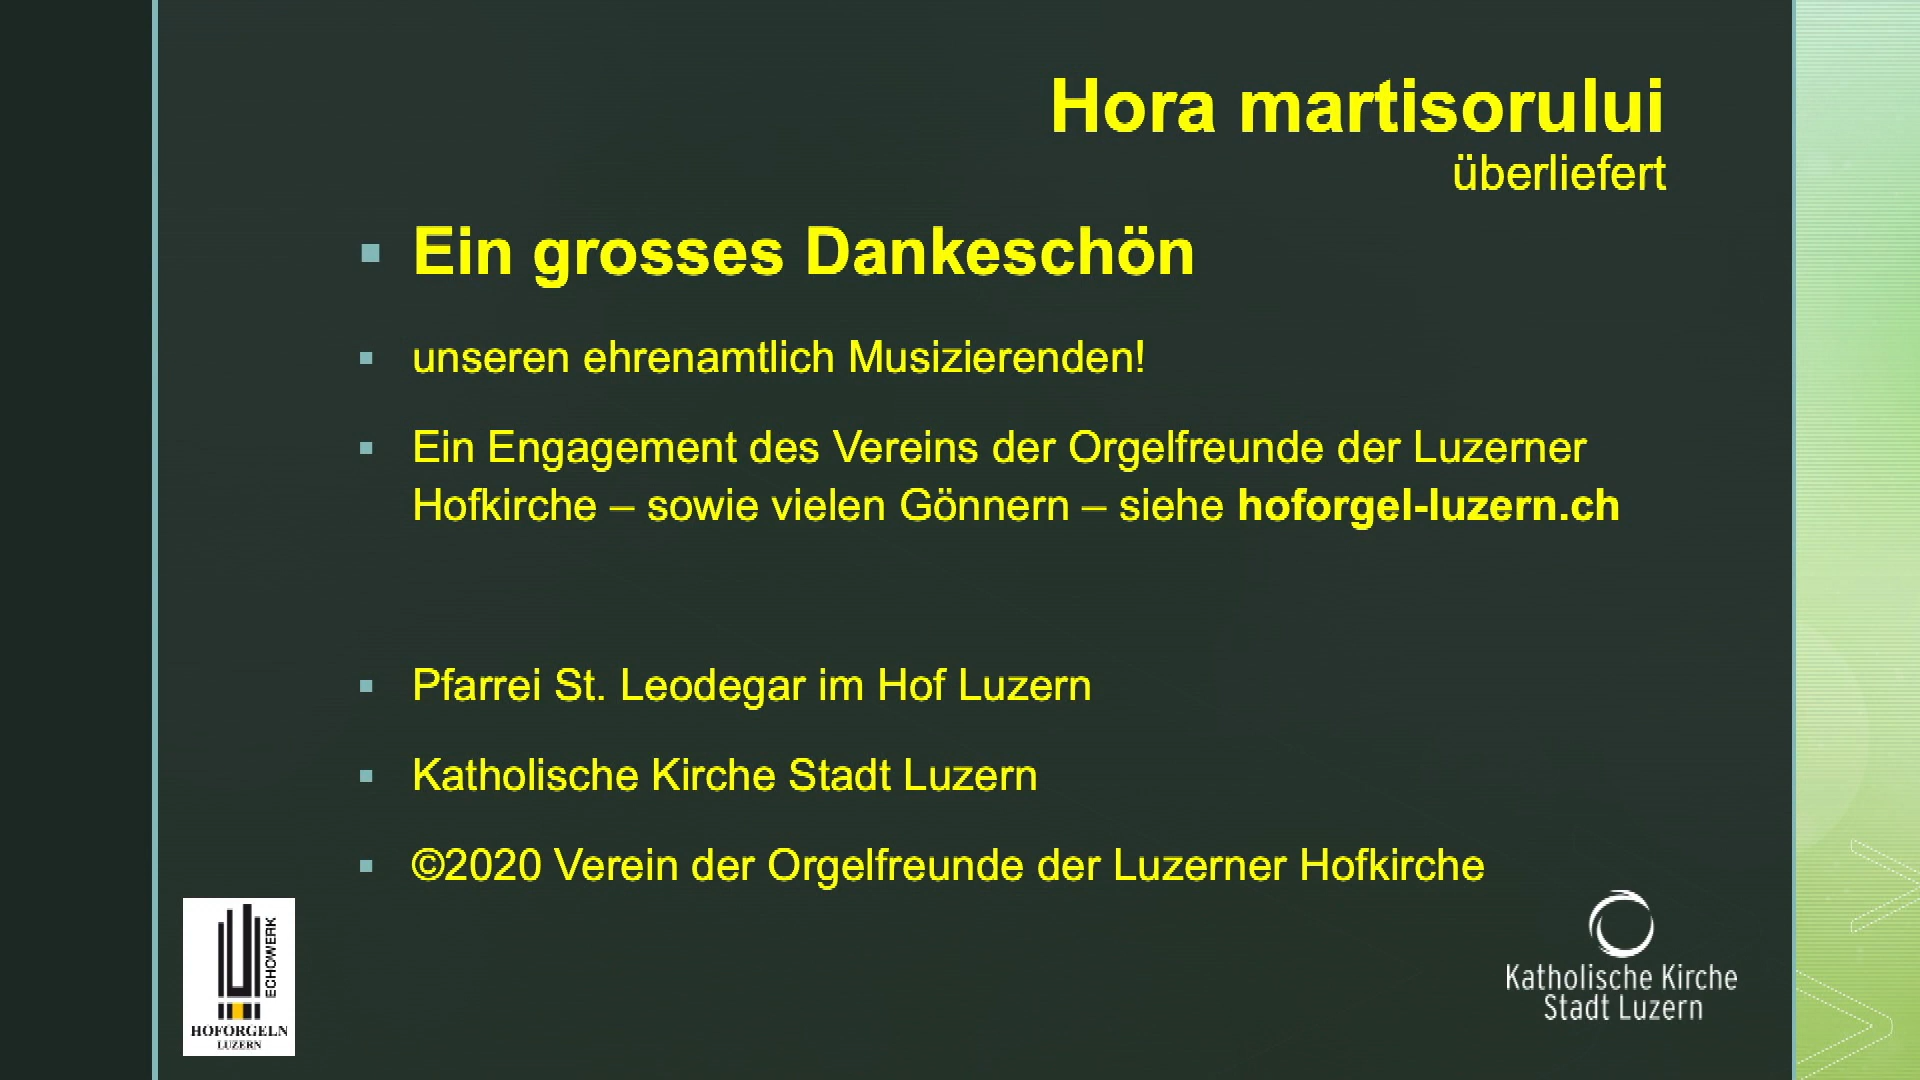 Hora martisorului
überliefert
Ein grosses Dankeschön
unseren ehrenamtlich Musizierenden!
Ein Engagement des Vereins der Orgelfreunde der Luzerner
Hofkirche – sowie vielen Gönnern – siehe hoforgel-luzern.ch
Pfarrei St. Leodegar im Hof Luzern
Katholische Kirche Stadt Luzern
©2020 Verein der Orgelfreunde der Luzerner Hofkirche
ECHOWERK
HOFORGELN
LUZERN
Katholische Kirche
Stadt Luzern